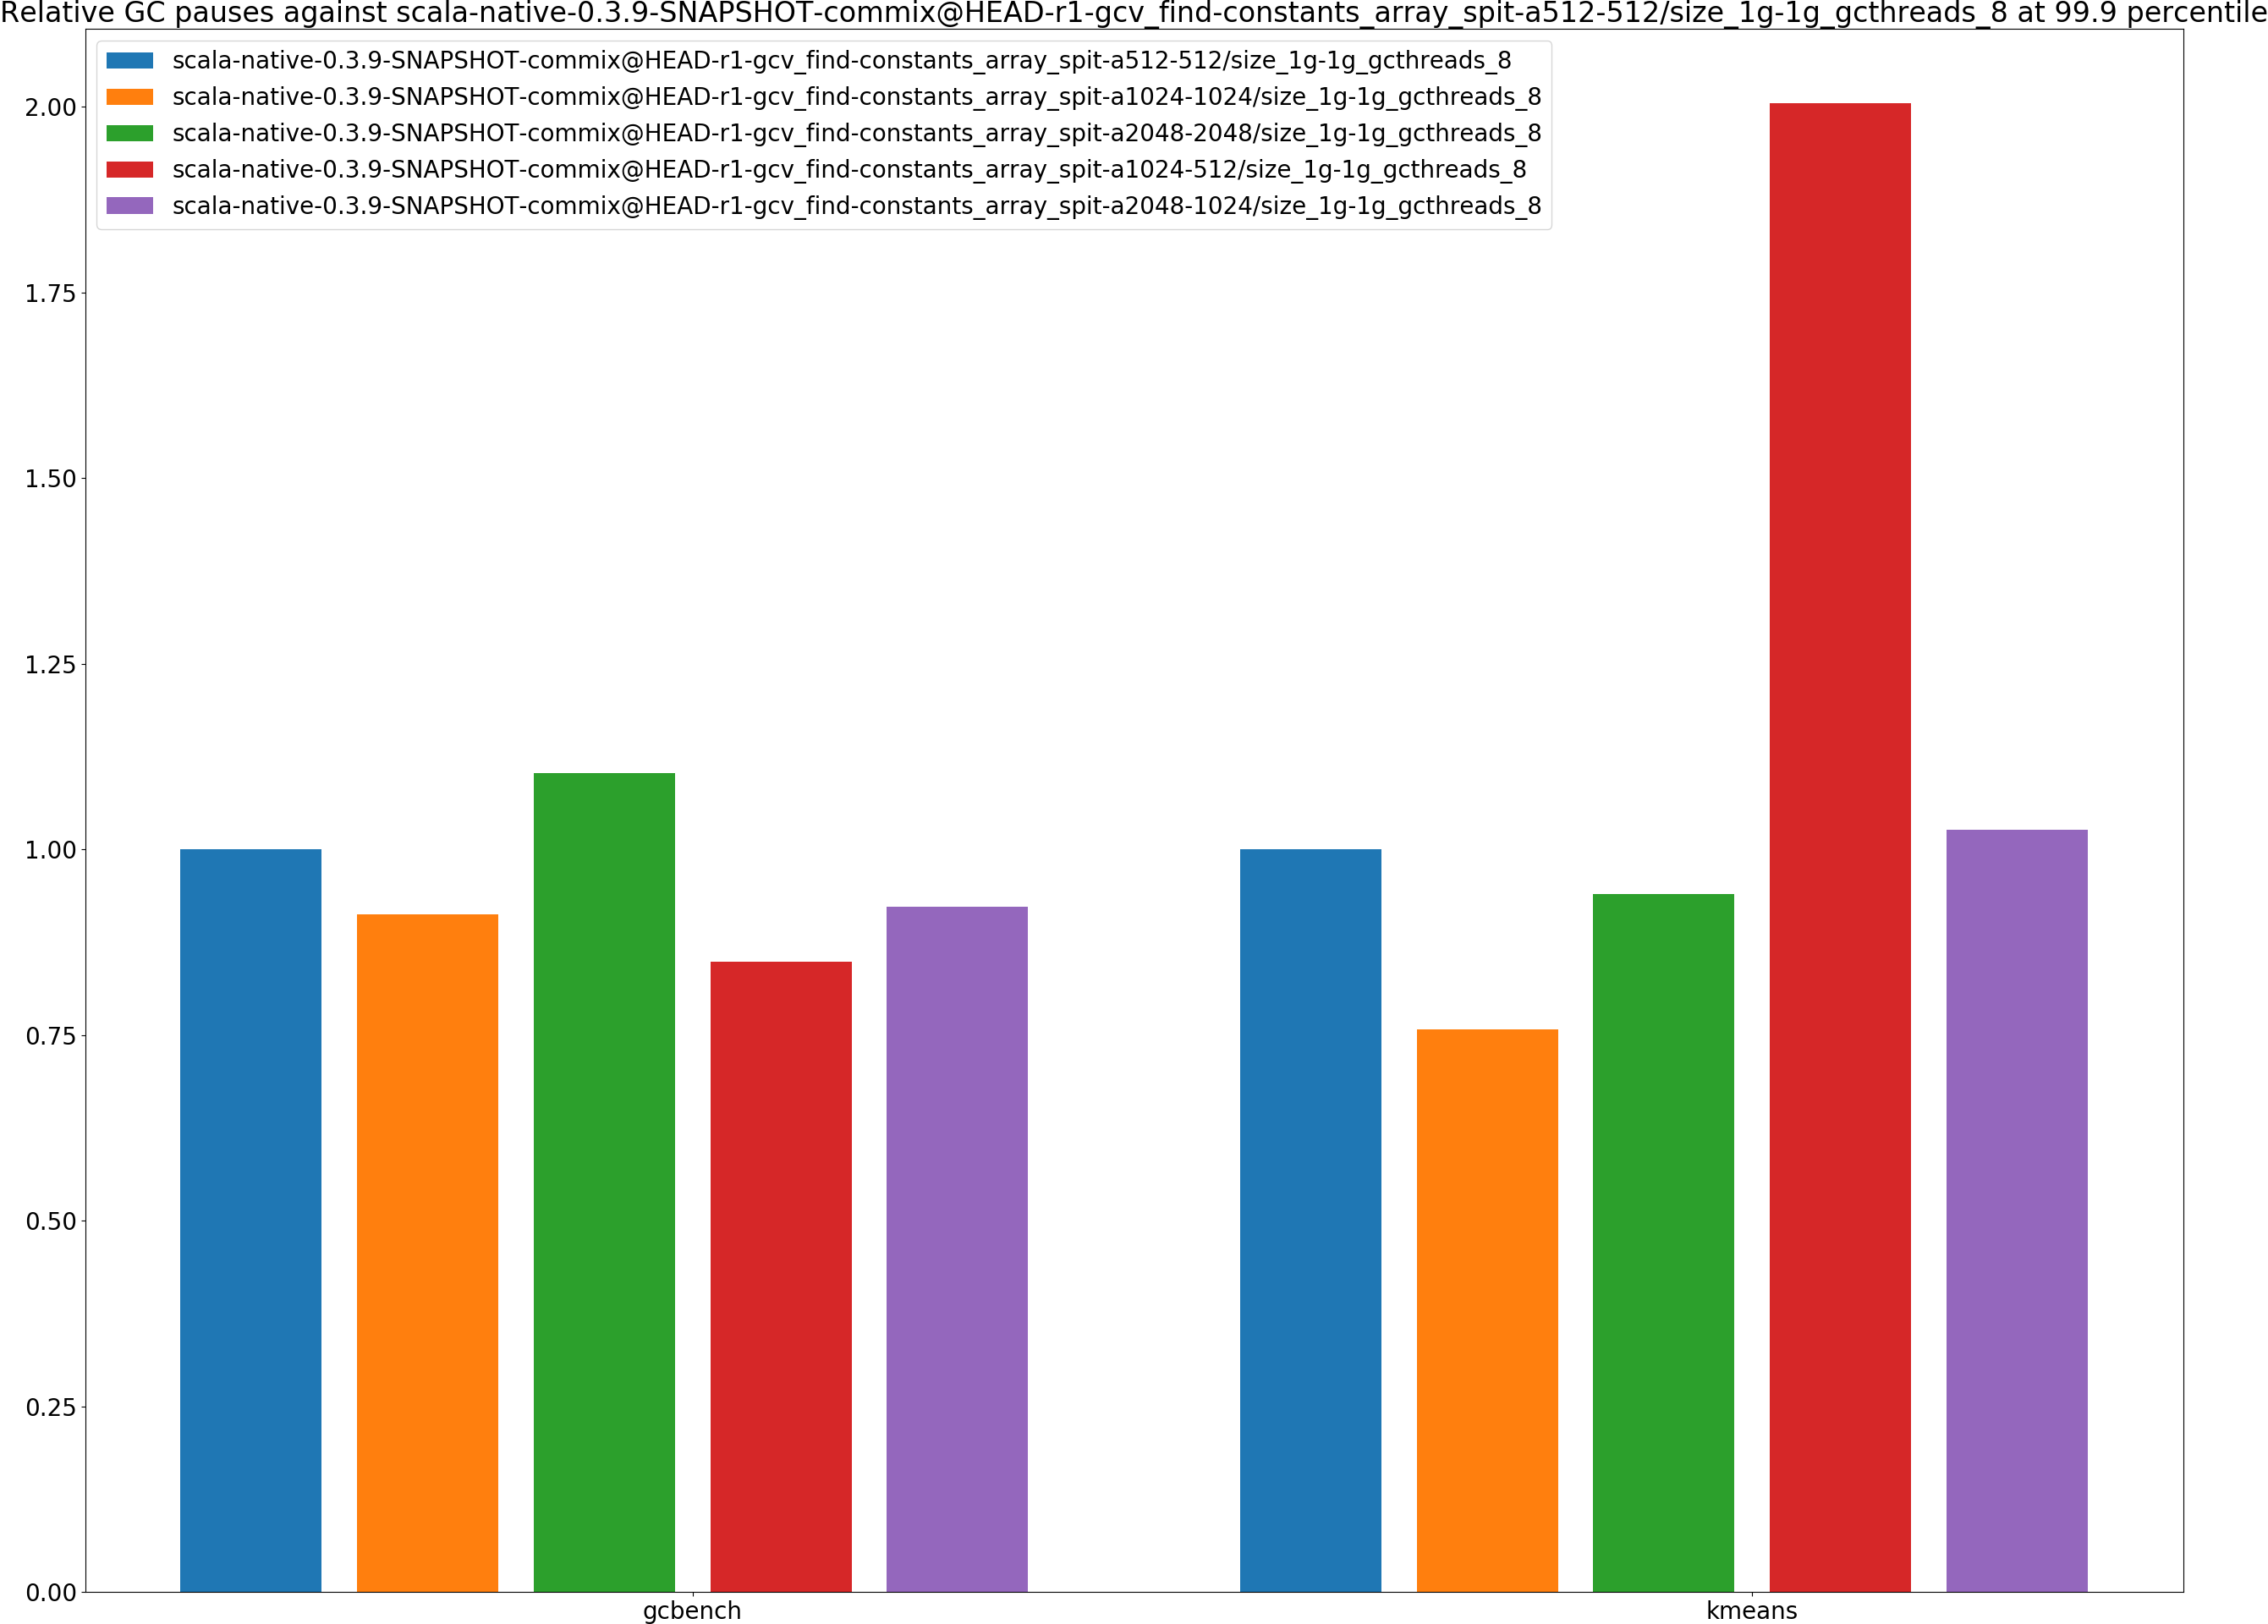 Relative GC pauses against scala-native-0.3.9-SNAPSHOT-commix@HEAD-r1-gcv_find-constants_array_spit-a512-512/size_1g-1g_gcthreads_8 at 99.9 percentile
scala-native-0.3.9-SNAPSHOT-commix@HEAD-r1-gcv_find-constants_array_spit-a512-512/size_1g-1g_gcthreads_8
scala-native-0.3.9-SNAPSHOT-commix@HEAD-r1-gcv_find-constants_array_spit-a1024-1024/size_1g-1g_gcthreads_8
scala-native-0.3.9-SNAPSHOT-commix@HEAD-r1-gcv_find-constants_array_spit-a2048-2048/size_1g-1g_gcthreads_8
scala-native-0.3.9-SNAPSHOT-commix@HEAD-r1-gcv_find-constants_array_spit-a1024-512/size_1g-1g_gcthreads_8
scala-native-0.3.9-SNAPSHOT-commix@HEAD-r1-gcv_find-constants_array_spit-a2048-1024/size_1g-1g_gcthreads_8
2.00
1.75
1.50
1.25
1.00
0.75
0.50
0.25
0.00
gcbench
kmeans